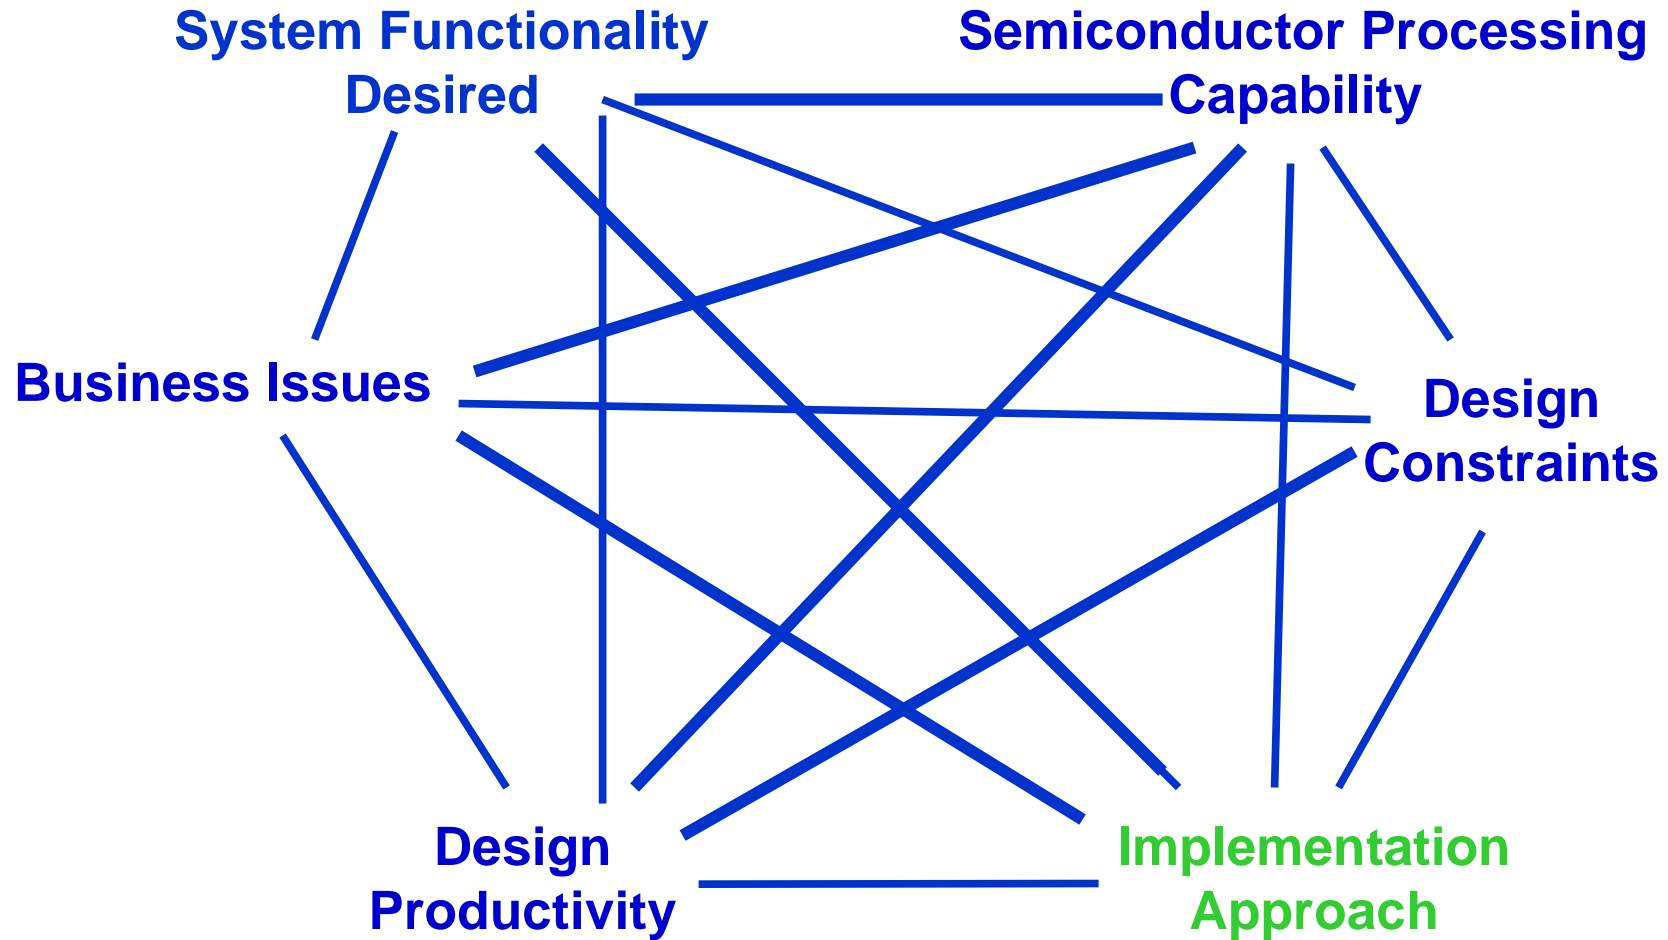 System Functionality
Desired
Semiconductor Processing
Capability
Business Issues
Design
Constraints
Design
Productivity
Implementation
Approach